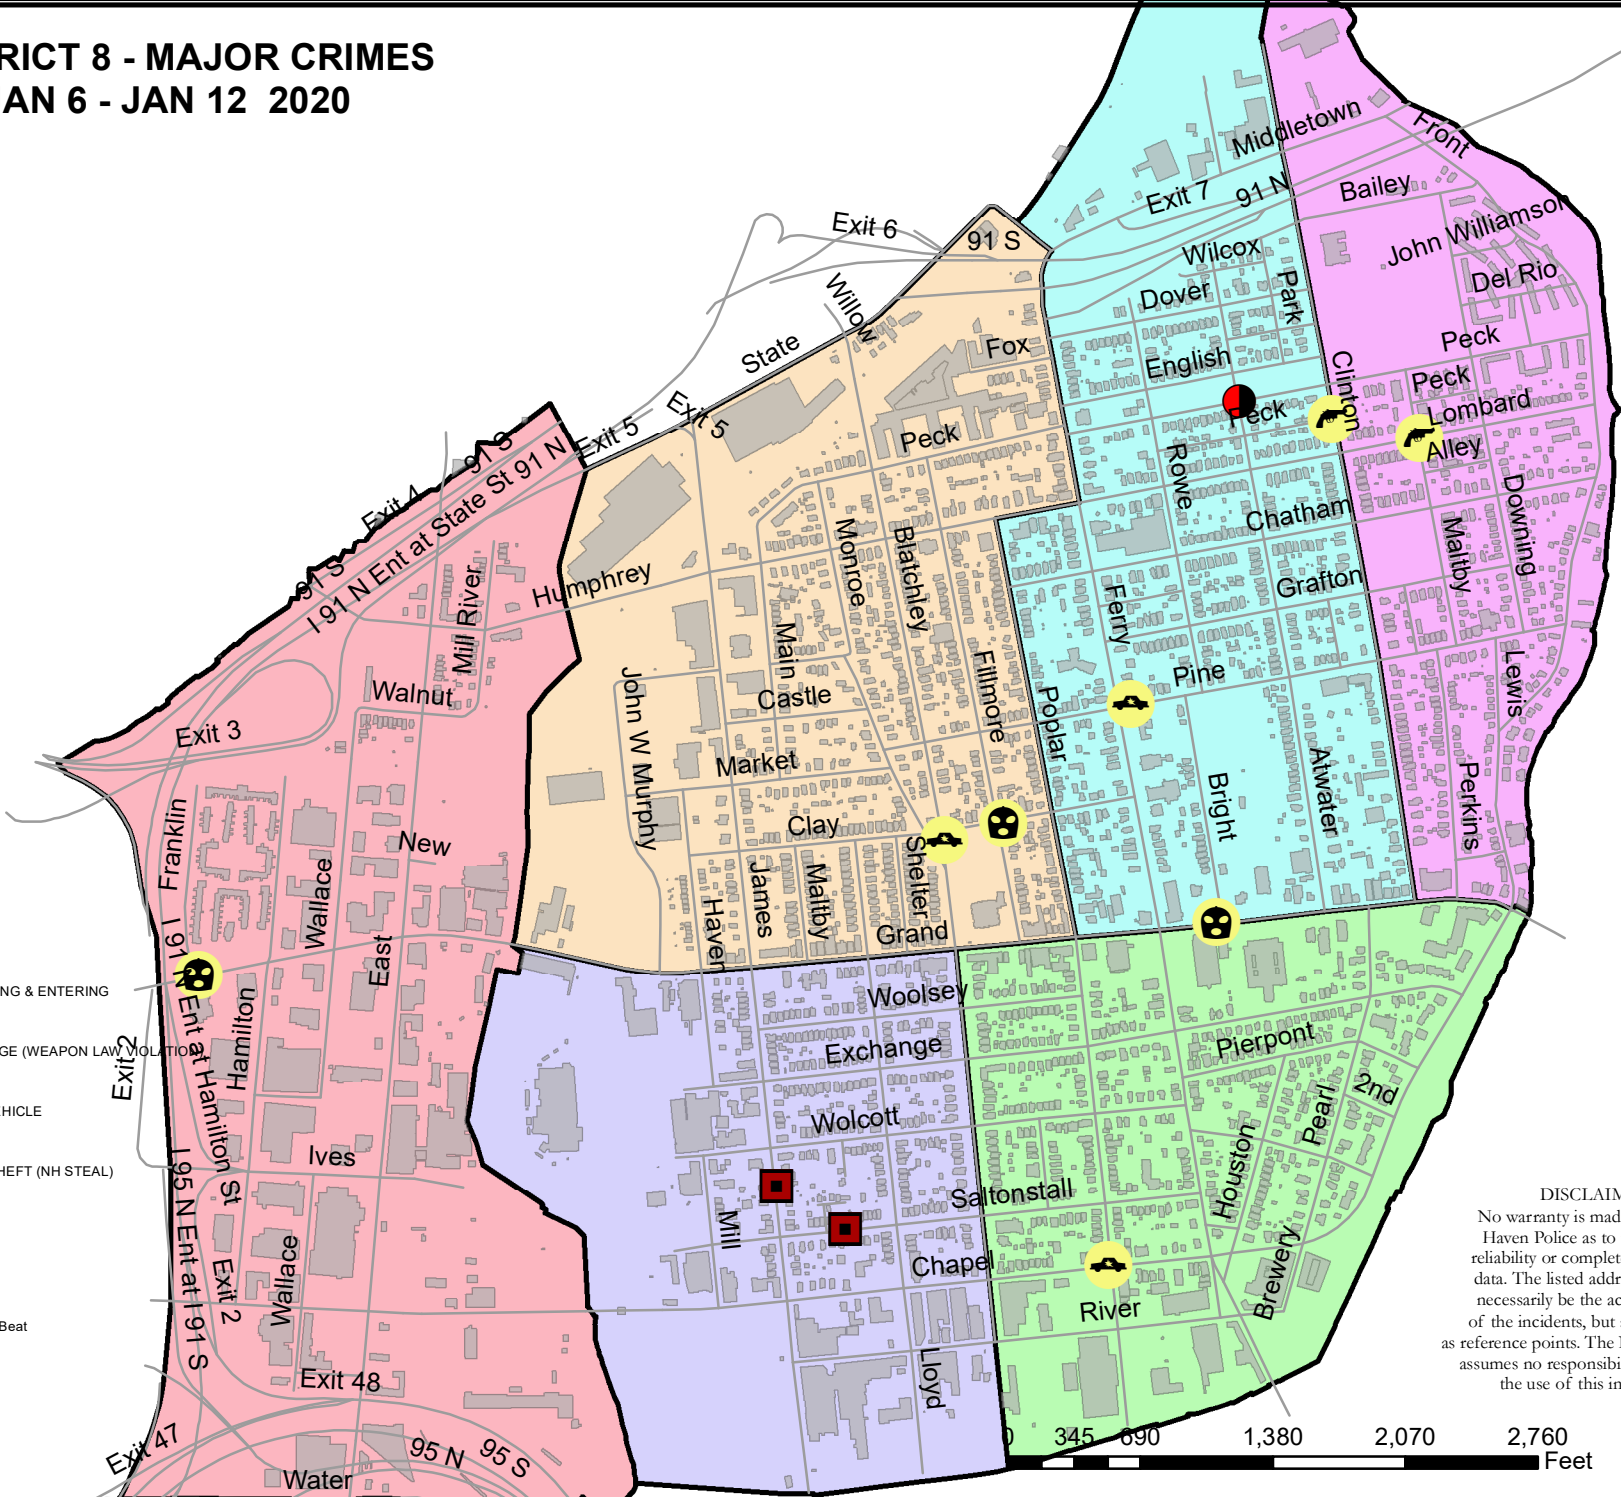 RICT 8 - MAJOR CRIMES
AN 6 - JAN 12 2020
Middletown
Front
Exit 7
91 N
Bailey
John Williamson
Exit 6
91 S
Wilcox
Del Rio
Willow
Dover
Park
State
Fox
English
Peck
Clinton
Peck
Exit 5
Exit 5
Peck
Peck
Lombard
Alley
91 S
I 91 N Ent at State St 91 N
Exit 4
91 S
Rowe
Downing
Chatham
Monroe
Blatchley
Maltby
Humphrey
Mill River
Grafton
Ferry
Main
Fillmore
Pine
Lewis
John W Murphy
Castle
Poplar
Walnut
Exit 3
Market
Atwater
Bright
Perkins
Franklin
New
Clay
Shelter
Wallace
James
Maltby
Haven
Grand
East
I 91 N Ent at Hamilton St
NG & ENTERING
Hamilton
Woolsey
GE (WEAPON LAW VIOLATION)
Exit 2
Exchange
Pierpont
2nd
EHICLE
Wolcott
Pearl
HEFT (NH STEAL)
Ives
Houston
Saltonstall
I 95 N Ent at I 91 S
Mill
Exit 2
Wallace
Chapel
Brewery
River
DISCLAIM
No warranty is mad
Haven Police as to
reliability or complet
data. The listed addr
necessarily be the ac
of the incidents, but
as reference points. The
assumes no responsibi
the use of this in
Beat
Lloyd
Exit 48
Exit 47
95 N
95 S
Water
0 345 690 1,380 2,070 2,760
Feet